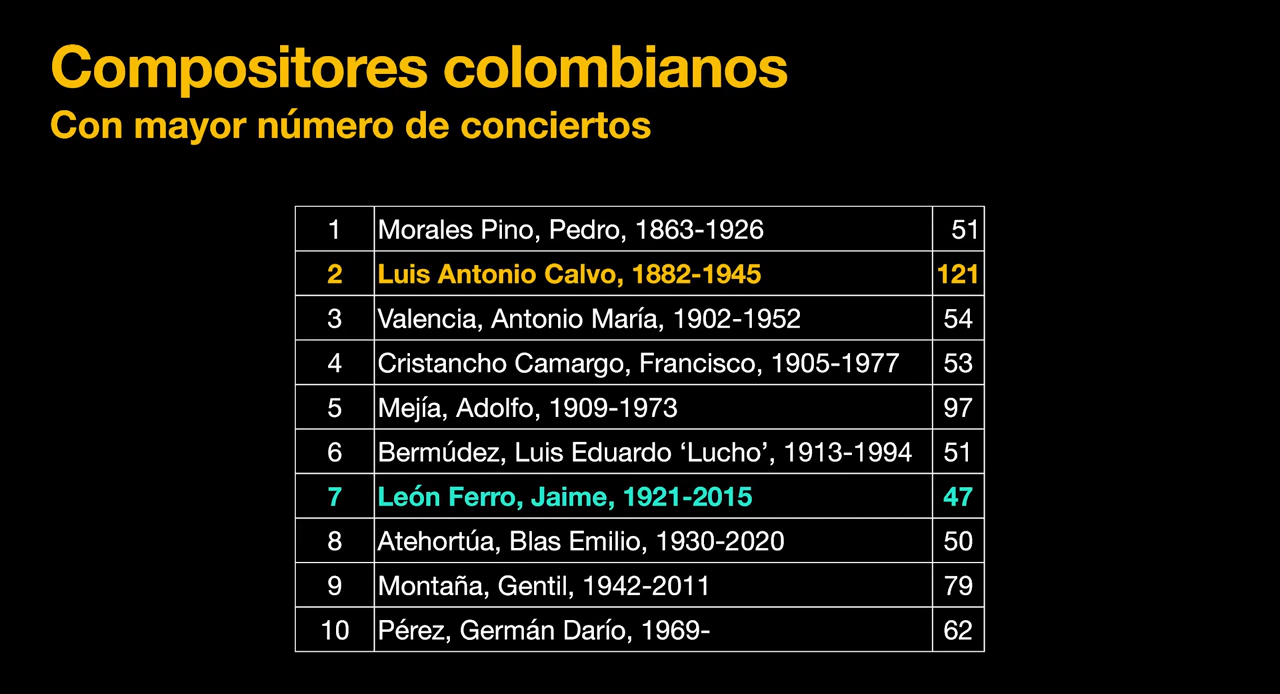 Compositores colombianos
Con mayor número de conciertos
1 Morales Pino, Pedro, 1863-1926 51
2 Luis Antonio Calvo, 1882-1945 121
3 Valencia, Antonio María, 1902-1952 54
4 Cristancho Camargo, Francisco, 1905-1977 53
5 Mejía, Adolfo, 1909-1973 97
6 Bermúdez, Luis Eduardo ‘Lucho’, 1913-1994 51
7 León Ferro, Jaime, 1921-2015 47
8 Atehortúa, Blas Emilio, 1930-2020 50
9 Montaña, Gentil, 1942-2011 79
10 Pérez, Germán Darío, 1969- 62